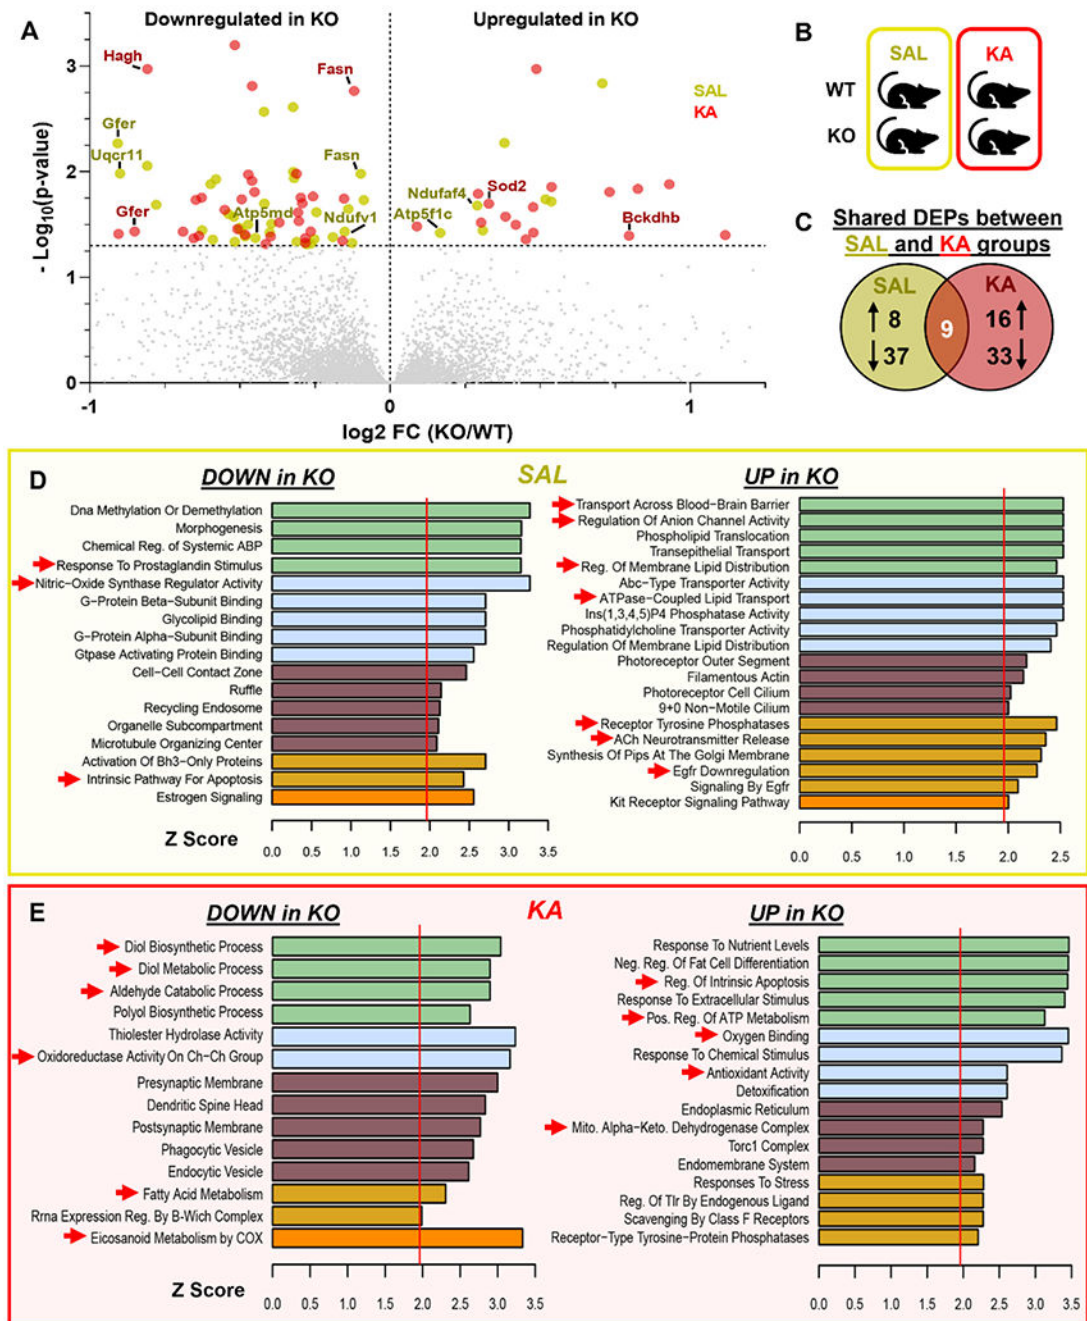 A
Downregulated in KO
Upregulated in KO
Hagh
Fasn
SAL
KA
Gfer
Uqcr11
Fasn
Gfer
Atp5md
Ndufv1
Ndufaf4
Sod2
Atp5f1c
Bckdhb
- Log10(p-value)
3
2
1
0
-1
0
1
log2 FC (KO/WT)
B
SAL
KA
WT
KO
C
Shared DEPs between
SAL and KA groups
SAL
KA
8
9
16
37
33
D
SAL
DOWN in KO
Dna Methylation Or Demethylation
Morphogenesis
Chemical Reg. of Systemic ABP
Response To Prostaglandin Stimulus
Nitric-Oxide Synthase Regulator Activity
G-Protein Beta-Subunit Binding
Glycolipid Binding
G-Protein Alpha-Subunit Binding
Gtpase Activating Protein Binding
Cell-Cell Contact Zone
Ruffle
Recycling Endosome
Organelle Subcompartment
Microtubule Organizing Center
Activation Of Bh3-Only Proteins
Intrinsic Pathway For Apoptosis
Estrogen Signaling
Z Score
0.0 0.5 1.0 1.5 2.0 2.5 3.0 3.5
UP in KO
Transport Across Blood-Brain Barrier
Regulation Of Anion Channel Activity
Phospholipid Translocation
Transepithelial Transport
Reg. Of Membrane Lipid Distribution
Abc-Type Transporter Activity
ATPase-Coupled Lipid Transport
Ins(1,3,4,5)P4 Phosphatase Activity
Phosphatidylcholine Transporter Activity
Regulation Of Membrane Lipid Distribution
Photoreceptor Outer Segment
Filamentous Actin
Photoreceptor Cell Cilium
9+0 Non-Motile Cilium
Receptor Tyrosine Phosphatases
ACh Neurotransmitter Release
Synthesis Of Pips At The Golgi Membrane
Egfr Downregulation
Signaling By Egfr
Kit Receptor Signaling Pathway
0.0 0.5 1.0 1.5 2.0 2.5
E
KA
DOWN in KO
Diol Biosynthetic Process
Diol Metabolic Process
Aldehyde Catabolic Process
Polyol Biosynthetic Process
Thiolester Hydrolase Activity
Oxidoreductase Activity On Ch-Ch Group
Presynaptic Membrane
Dendritic Spine Head
Postsynaptic Membrane
Phagocytic Vesicle
Endocytic Vesicle
Fatty Acid Metabolism
Rrna Expression Reg. By B-Wich Complex
Eicosanoid Metabolism by COX
Z Score
0.0 0.5 1.0 1.5 2.0 2.5 3.0 3.5
UP in KO
Response To Nutrient Levels
Neg. Reg. Of Fat Cell Differentiation
Reg. Of Intrinsic Apoptosis
Response To Extracellular Stimulus
Pos. Reg. Of ATP Metabolism
Oxygen Binding
Response To Chemical Stimulus
Antioxidant Activity
Detoxification
Endoplasmic Reticulum
Mito. Alpha-Keto. Dehydrogenase Complex
Torc1 Complex
Endomembrane System
Responses To Stress
Reg. Of Tlr By Endogenous Ligand
Scavenging By Class F Receptors
Receptor-Type Tyrosine-Protein Phosphatases
0.0 0.5 1.0 1.5 2.0 2.5 3.0 3.5